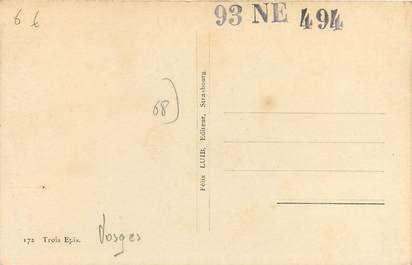 6 €
93 NE 494
68)
Félix LUIB, Editeur, Strasbourg.
172 Trois Epis.
Vosges